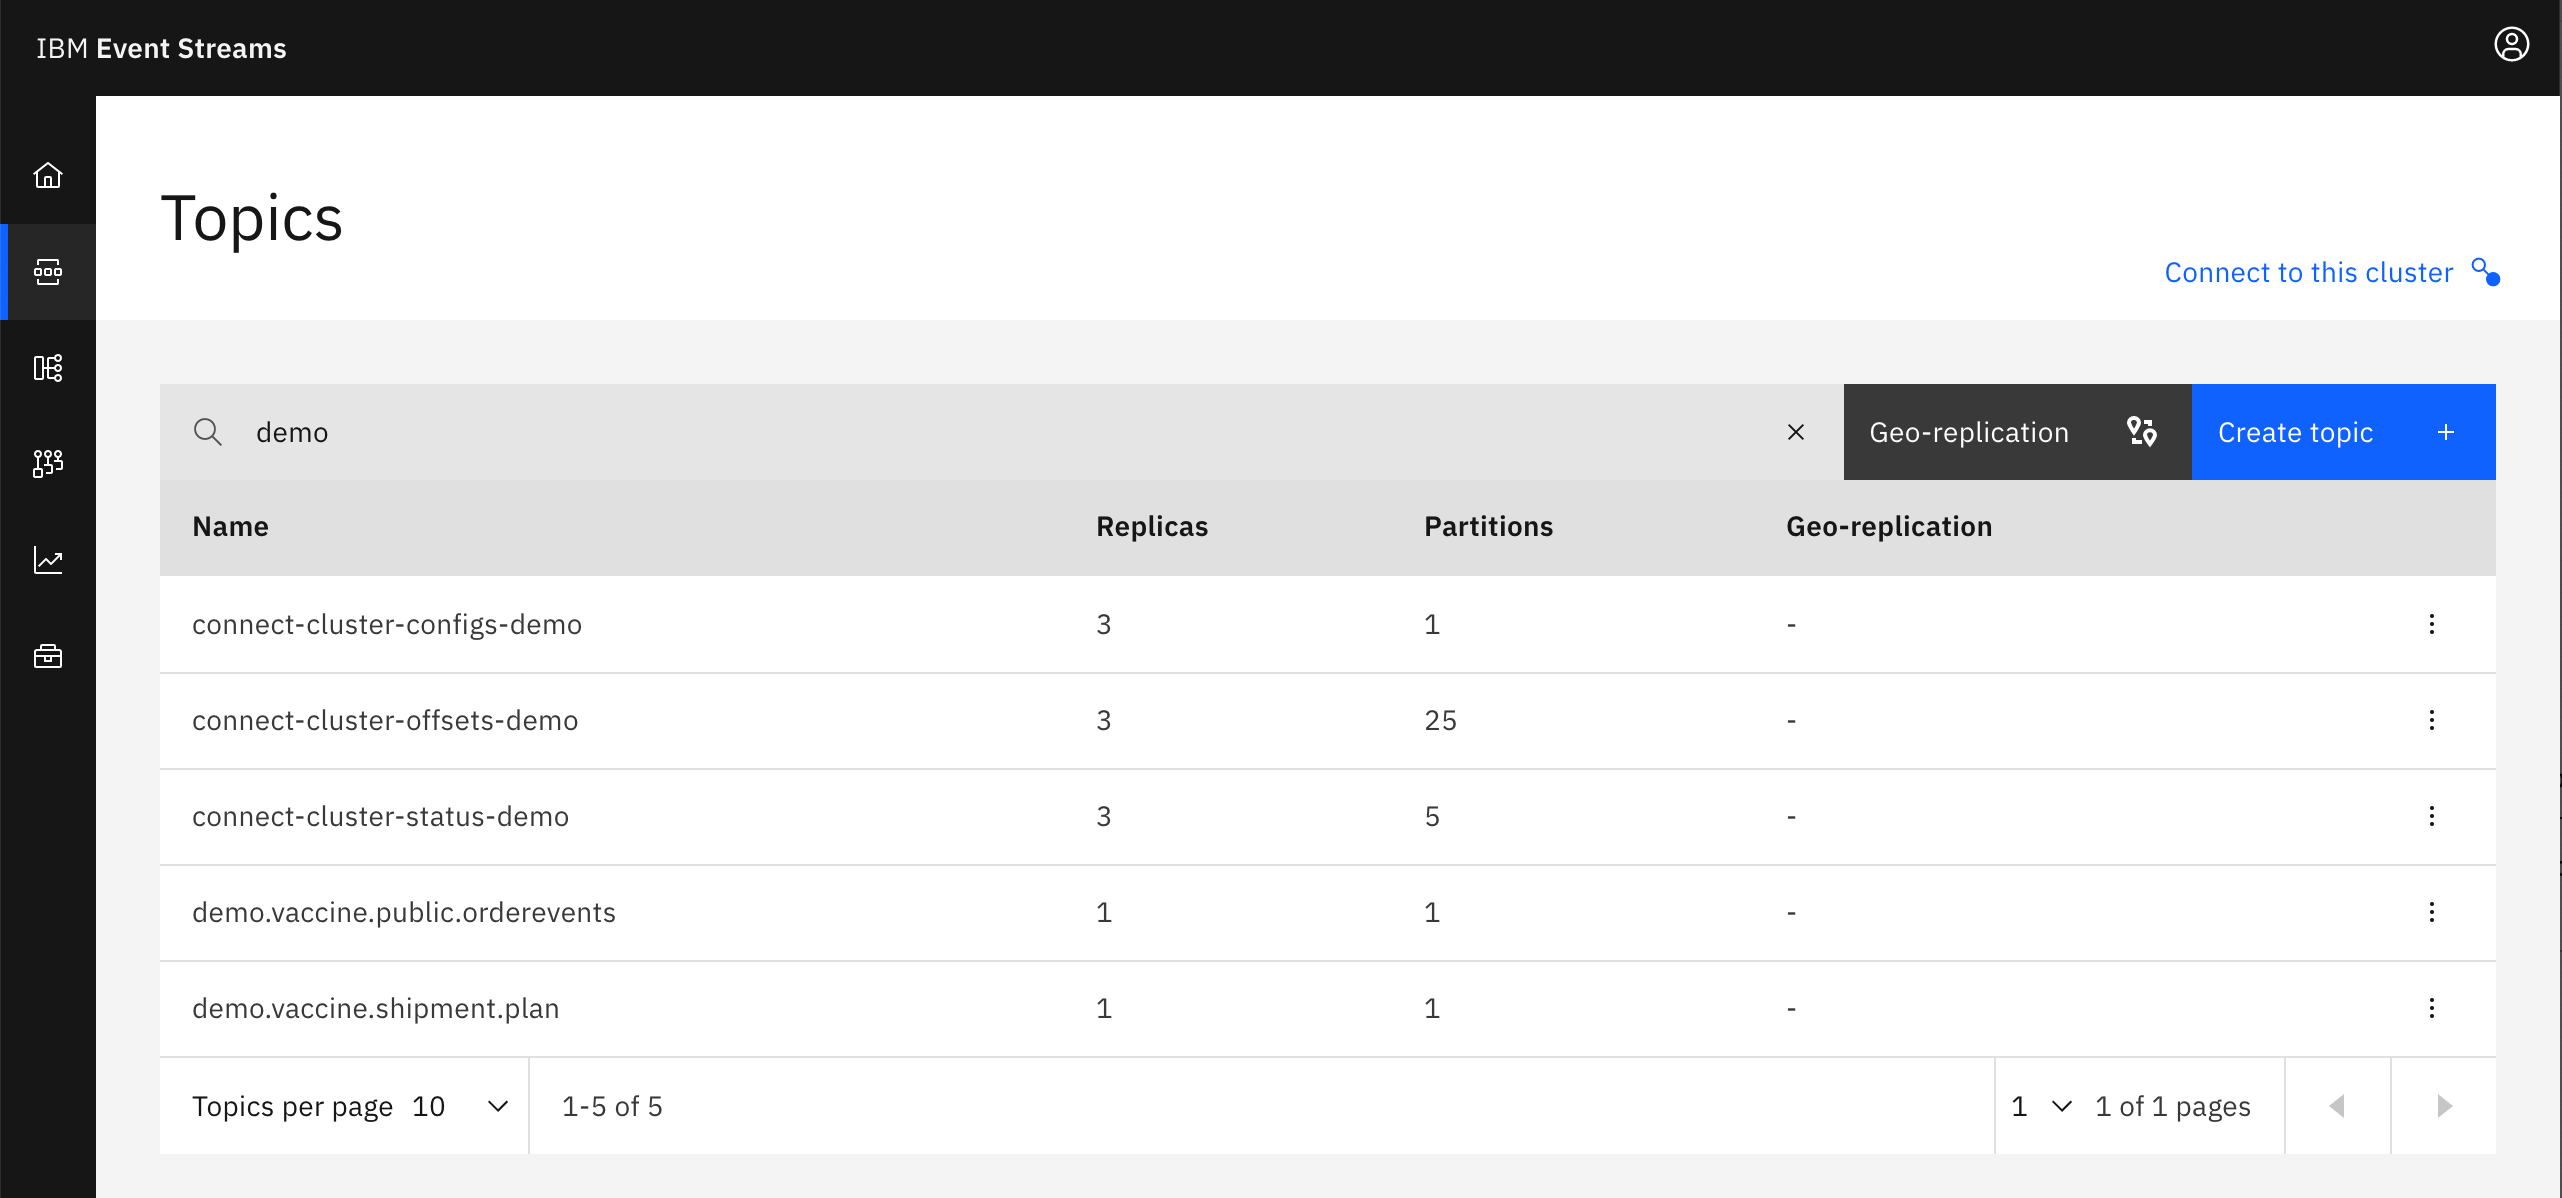 IBM Event Streams
Topics
Connect to this cluster
demo
Geo-replication
Create topic
Name Replicas Partitions Geo-replication
connect-cluster-configs-demo 3 1 -
connect-cluster-offsets-demo 3 25 -
connect-cluster-status-demo 3 5 -
demo.vaccine.public.orderevents 1 1 -
demo.vaccine.shipment.plan 1 1 -
Topics per page 10 1-5 of 5 1 1 of 1 pages